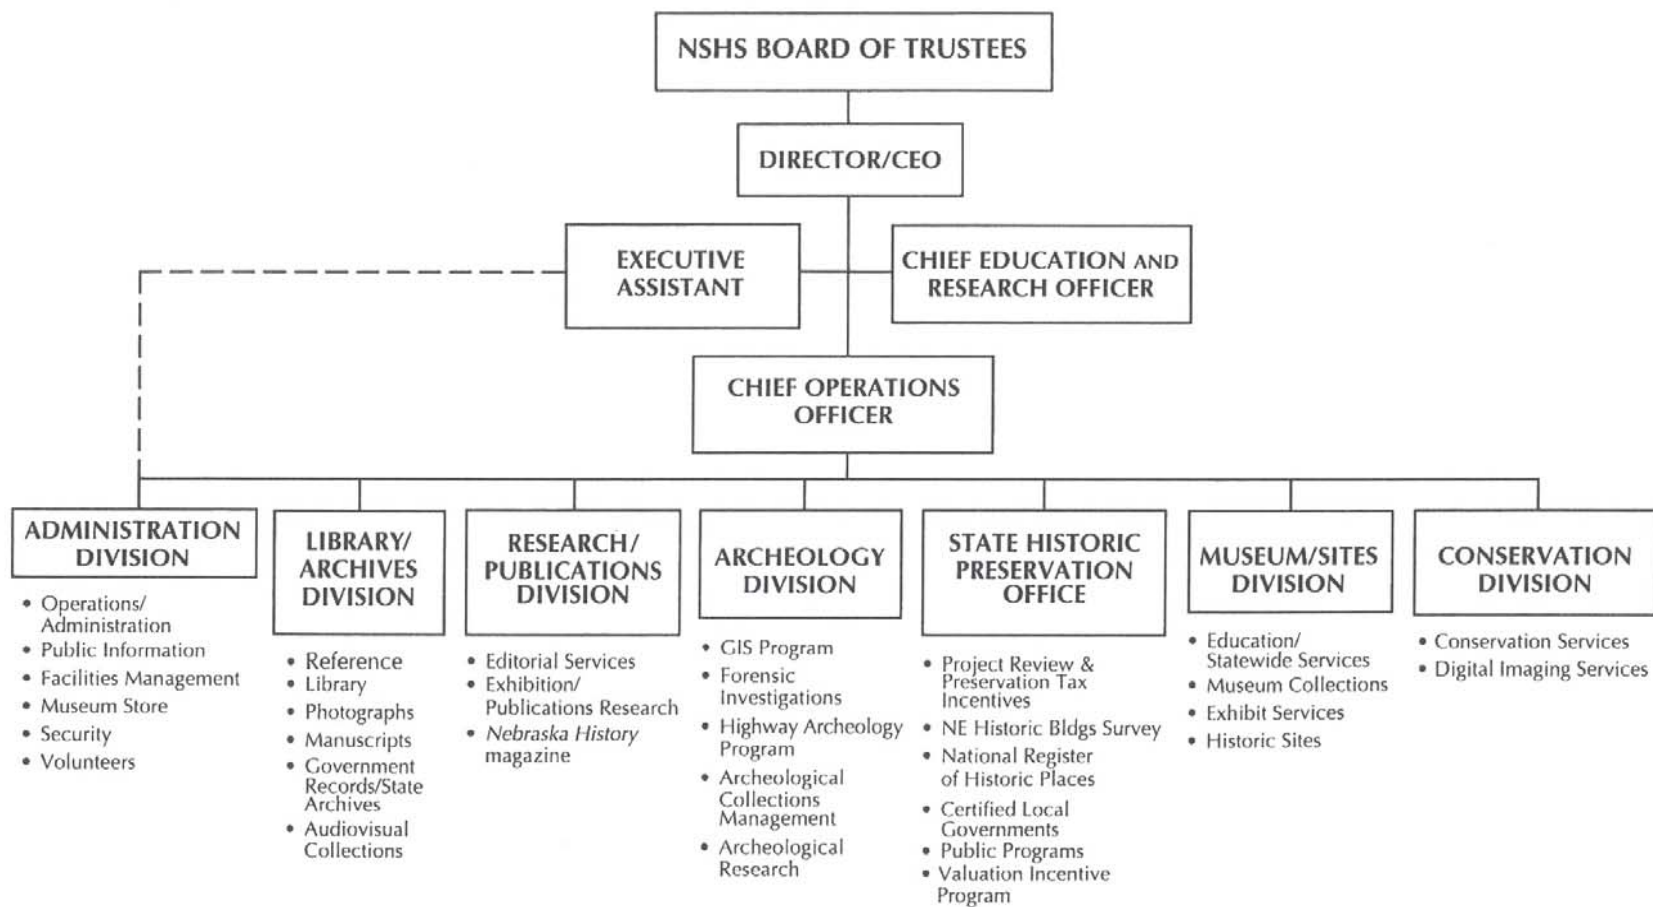 NSHS BOARD OF TRUSTEES
DIRECTOR/CEO
EXECUTIVE
ASSISTANT
CHIEF EDUCATION AND
RESEARCH OFFICER
CHIEF OPERATIONS
OFFICER
ADMINISTRATION
DIVISION
• Operations/
Administration
• Public Information
• Facilities Management
• Museum Store
• Security
• Volunteers
LIBRARY/
ARCHIVES
DIVISION
• Reference
• Library
• Photographs
• Manuscripts
• Government
Records/State
Archives
• Audiovisual
Collections
RESEARCH/
PUBLICATIONS
DIVISION
• Editorial Services
• Exhibition/
Publications Research
• Nebraska History
magazine
ARCHEOLOGY
DIVISION
• GIS Program
• Forensic
Investigations
• Highway Archeology
Program
• Archeological
Collections
Management
• Archeological
Research
STATE HISTORIC
PRESERVATION
OFFICE
• Project Review &
Preservation Tax
Incentives
• NE Historic Bldgs Survey
• National Register
of Historic Places
• Certified Local
Governments
• Public Programs
• Valuation Incentive
Program
MUSEUM/SITES
DIVISION
• Education/
Statewide Services
• Museum Collections
• Exhibit Services
• Historic Sites
CONSERVATION
DIVISION
• Conservation Services
• Digital Imaging Services